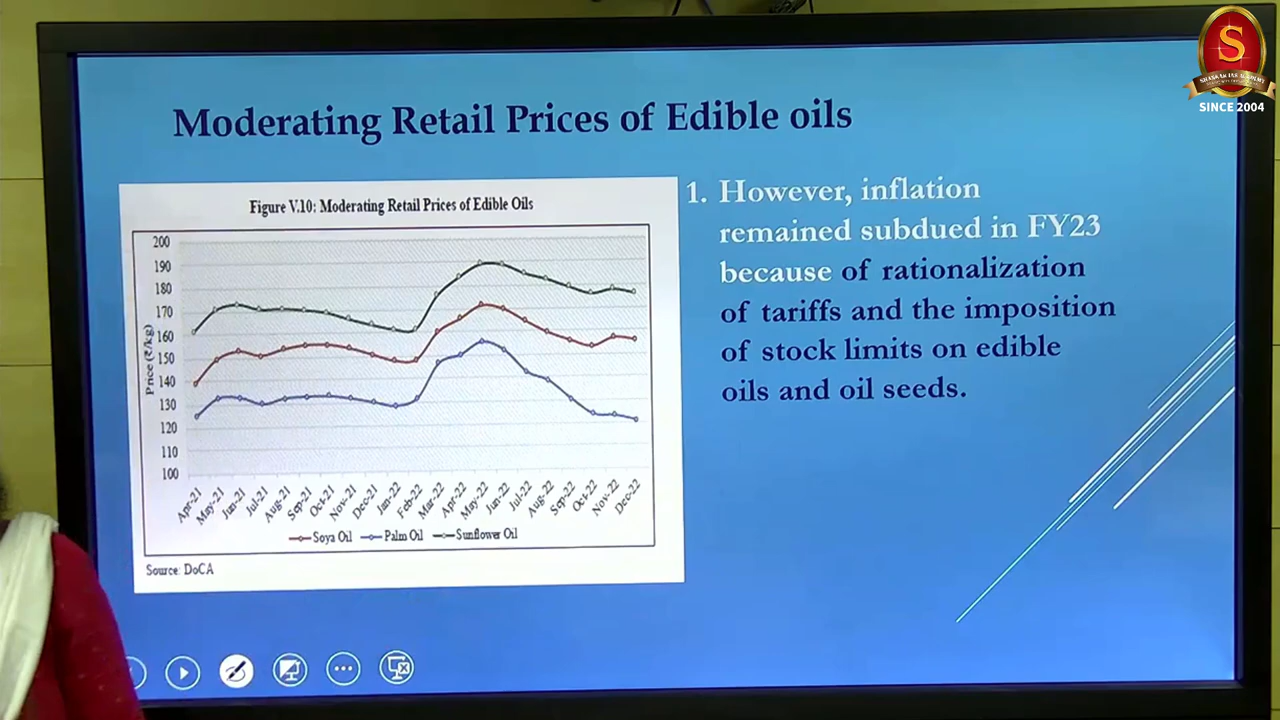 S
SHANKAR IAS ACADEMY
SINCE 2004
Moderating Retail Prices of Edible oils
Figure V.10: Moderating Retail Prices of Edible Oils
200
190
180
170
160
150
140
130
120
110
100
Price (₹/kg)
Apr-21
May-21
Jun-21
Jul-21
Aug-21
Sep-21
Oct-21
Nov-21
Dec-21
Jan-22
Feb-22
Mar-22
Apr-22
May-22
Jun-22
Jul-22
Aug-22
Sep-22
Oct-22
Nov-22
Dec-22
Soya Oil Palm Oil Sunflower Oil
Source: DoCA
1. However, inflation
remained subdued in FY23
because of rationalization
of tariffs and the imposition
of stock limits on edible
oils and oil seeds.